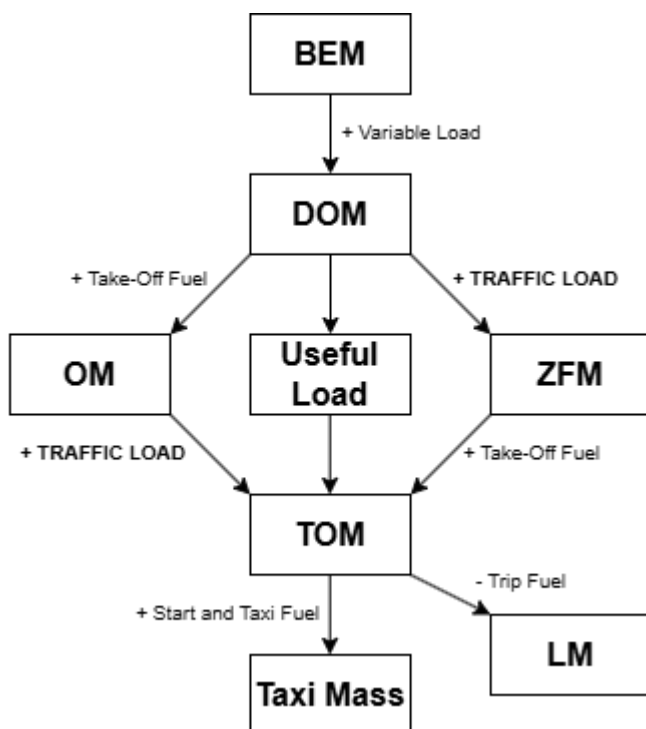 BEM
+ Variable Load
DOM
+ Take-Off Fuel
+ TRAFFIC LOAD
OM
Useful
Load
ZFM
+ TRAFFIC LOAD
+ Take-Off Fuel
TOM
- Trip Fuel
+ Start and Taxi Fuel
LM
Taxi Mass